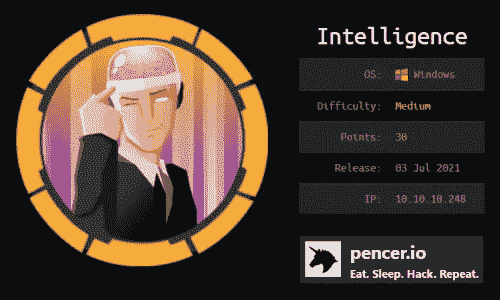 Intelligence
OS: Windows
Difficulty: Medium
Points: 30
Release: 03 Jul 2021
IP: 10.10.10.248
pencer.io
Eat. Sleep. Hack. Repeat.